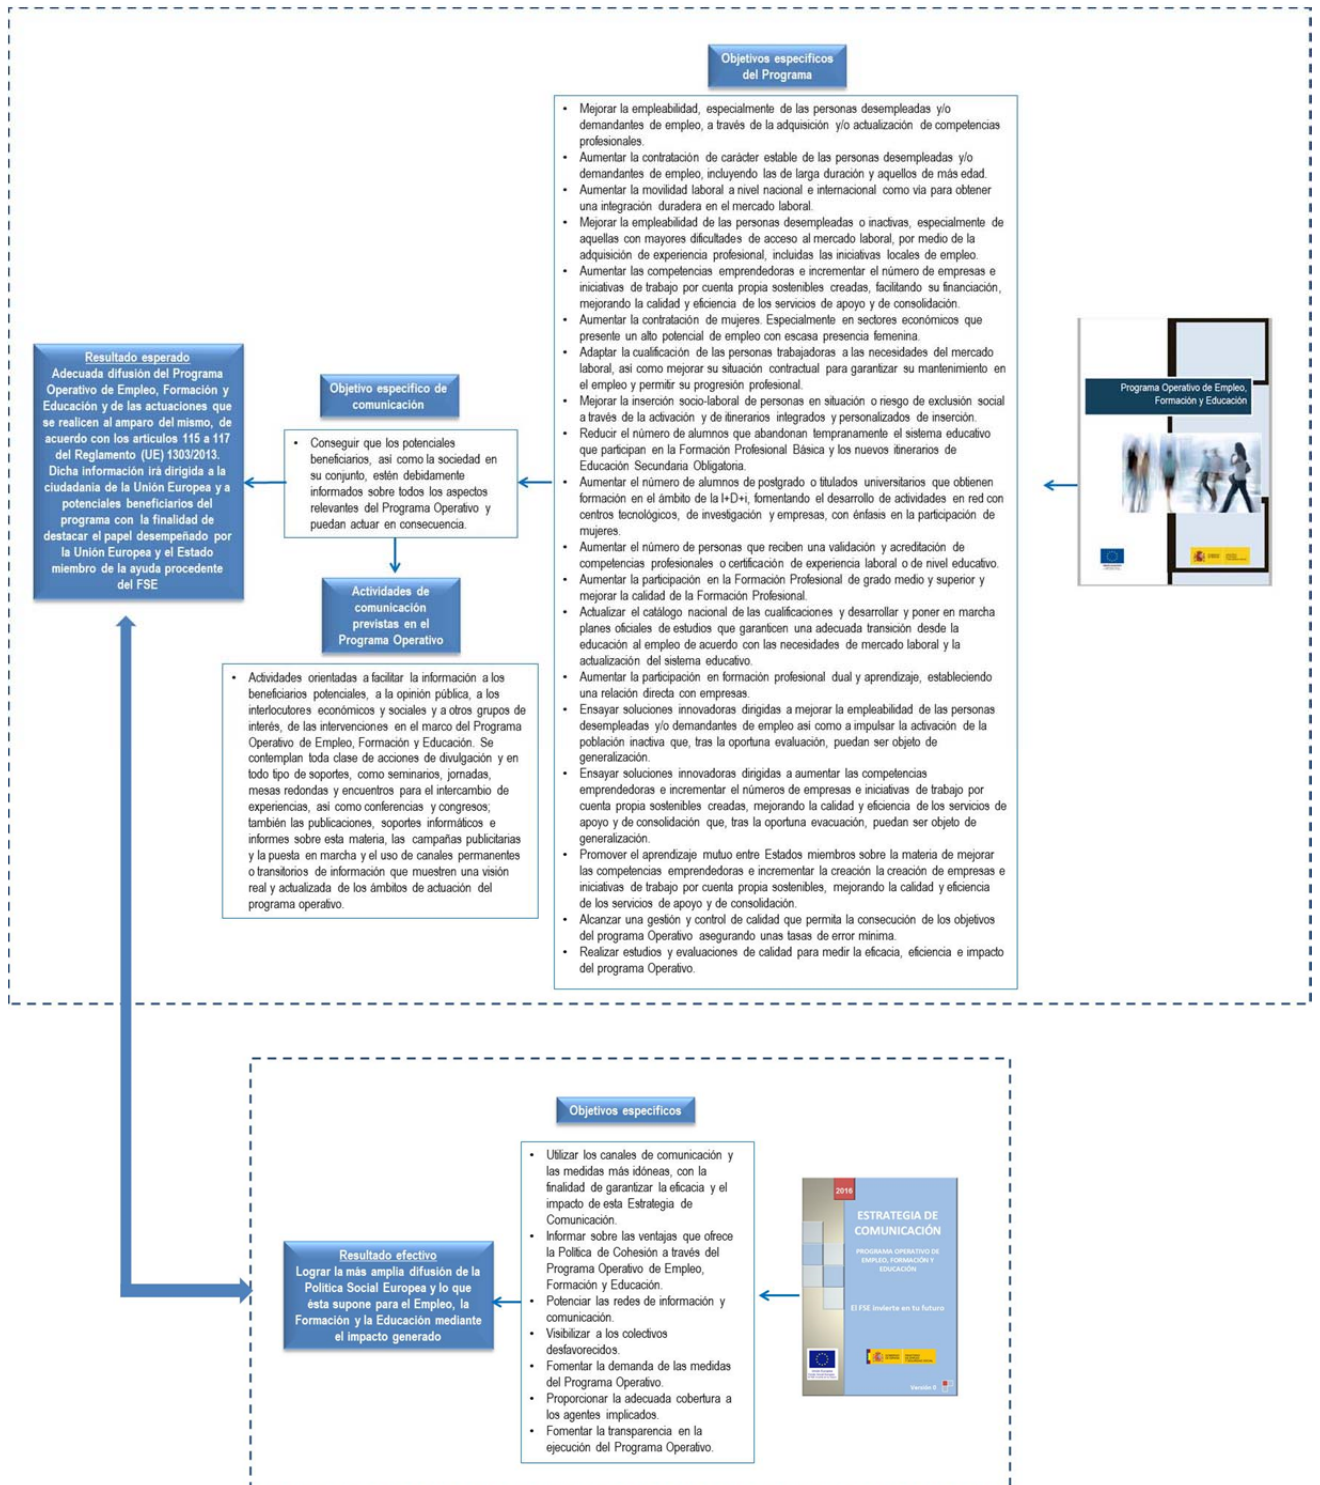 Objetivos específicos
del Programa
• Mejorar la empleabilidad, especialmente de las personas desempleadas y/o
demandantes de empleo, a través de la adquisición y/o actualización de competencias
profesionales.
• Aumentar la contratación de carácter estable de las personas desempleadas y/o
demandantes de empleo, incluyendo las de larga duración y aquellos de más edad.
• Aumentar la movilidad laboral a nivel nacional e internacional como vía para obtener
una integración duradera en el mercado laboral.
• Mejorar la empleabilidad de las personas desempleadas o inactivas, especialmente de
aquellas con mayores dificultades de acceso al mercado laboral, por medio de la
adquisición de experiencia profesional, incluidas las iniciativas locales de empleo.
• Aumentar las competencias emprendedoras e incrementar el número de empresas e
iniciativas de trabajo por cuenta propia sostenibles creadas, facilitando su financiación,
mejorando la calidad y eficiencia de los servicios de apoyo y de consolidación.
• Aumentar la contratación de mujeres. Especialmente en sectores económicos que
presente un alto potencial de empleo con escasa presencia femenina.
• Adaptar la cualificación de las personas trabajadoras a las necesidades del mercado
laboral, así como mejorar su situación contractual para garantizar su mantenimiento en
el empleo y permitir su progresión profesional.
• Mejorar la inserción socio-laboral de personas en situación o riesgo de exclusión social
a través de la activación y de itinerarios integrados y personalizados de inserción.
• Reducir el número de alumnos que abandonan tempranamente el sistema educativo
que participan en la Formación Profesional Básica y los nuevos itinerarios de
Educación Secundaria Obligatoria.
• Aumentar el número de alumnos de postgrado o titulados universitarios que obtienen
formación en el ámbito de la I+D+i, fomentando el desarrollo de actividades en red con
centros tecnológicos, de investigación y empresas, con énfasis en la participación de
mujeres.
• Aumentar el número de personas que reciben una validación y acreditación de
competencias profesionales o certificación de experiencia laboral o de nivel educativo.
• Aumentar la participación en la Formación Profesional de grado medio y superior y
mejorar la calidad de la Formación Profesional.
• Actualizar el catálogo nacional de las cualificaciones y desarrollar y poner en marcha
planes oficiales de estudios que garanticen una adecuada transición desde la
educación al empleo de acuerdo con las necesidades de mercado laboral y la
actualización del sistema educativo.
• Aumentar la participación en formación profesional dual y aprendizaje, estableciendo
una relación directa con empresas.
• Ensayar soluciones innovadoras dirigidas a mejorar la empleabilidad de las personas
desempleadas y/o demandantes de empleo así como a impulsar la activación de la
población inactiva que, tras la oportuna evaluación, puedan ser objeto de
generalización.
• Ensayar soluciones innovadoras dirigidas a aumentar las competencias
emprendedoras e incrementar el números de empresas e iniciativas de trabajo por
cuenta propia sostenibles creadas, mejorando la calidad y eficiencia de los servicios de
apoyo y de consolidación que, tras la oportuna evacuación, puedan ser objeto de
generalización.
• Promover el aprendizaje mutuo entre Estados miembros sobre la materia de mejorar
las competencias emprendedoras e incrementar la creación la creación de empresas e
iniciativas de trabajo por cuenta propia sostenibles, mejorando la calidad y eficiencia
de los servicios de apoyo y de consolidación.
• Alcanzar una gestión y control de calidad que permita la consecución de los objetivos
del programa Operativo asegurando unas tasas de error mínima.
• Realizar estudios y evaluaciones de calidad para medir la eficacia, eficiencia e impacto
del programa Operativo.
Programa Operativo de Empleo,
Formación y Educación
Resultado esperado
Adecuada difusión del Programa
Operativo de Empleo, Formación y
Educación y de las actuaciones que
se realicen al amparo del mismo, de
acuerdo con los artículos 115 a 117
del Reglamento (UE) 1303/2013.
Dicha información irá dirigida a la
ciudadanía de la Unión Europea y a
potenciales beneficiarios del
programa con la finalidad de
destacar el papel desempeñado por
la Unión Europea y el Estado
miembro de la ayuda procedente
del FSE
Objetivo específico de
comunicación
• Conseguir que los potenciales
beneficiarios, así como la sociedad en
su conjunto, estén debidamente
informados sobre todos los aspectos
relevantes del Programa Operativo y
puedan actuar en consecuencia.
Actividades de
comunicación
previstas en el
Programa Operativo
• Actividades orientadas a facilitar la información a los
beneficiarios potenciales, a la opinión pública, a los
interlocutores económicos y sociales y a otros grupos de
interés, de las intervenciones en el marco del Programa
Operativo de Empleo, Formación y Educación. Se
contemplan toda clase de acciones de divulgación y en
todo tipo de soportes, como seminarios, jornadas,
mesas redondas y encuentros para el intercambio de
experiencias, así como conferencias y congresos;
también las publicaciones, soportes informáticos e
informes sobre esta materia, las campañas publicitarias
y la puesta en marcha y el uso de canales permanentes
o transitorios de información que muestren una visión
real y actualizada de los ámbitos de actuación del
programa operativo.
Objetivos específicos
• Utilizar los canales de comunicación y
las medidas más idóneas, con la
finalidad de garantizar la eficacia y el
impacto de esta Estrategia de
Comunicación.
• Informar sobre las ventajas que ofrece
la Política de Cohesión a través del
Programa Operativo de Empleo,
Formación y Educación.
• Potenciar las redes de información y
comunicación.
• Visibilizar a los colectivos
desfavorecidos.
• Fomentar la demanda de las medidas
del Programa Operativo.
• Proporcionar la adecuada cobertura a
los agentes implicados.
• Fomentar la transparencia en la
ejecución del Programa Operativo.
Resultado efectivo
Lograr la más amplia difusión de la
Política Social Europea y lo que
ésta supone para el Empleo, la
Formación y la Educación mediante
el impacto generado
2016
ESTRATEGIA DE
COMUNICACIÓN
PROGRAMA OPERATIVO DE
EMPLEO, FORMACIÓN Y
EDUCACIÓN
El FSE invierte en tu futuro
Versión 0